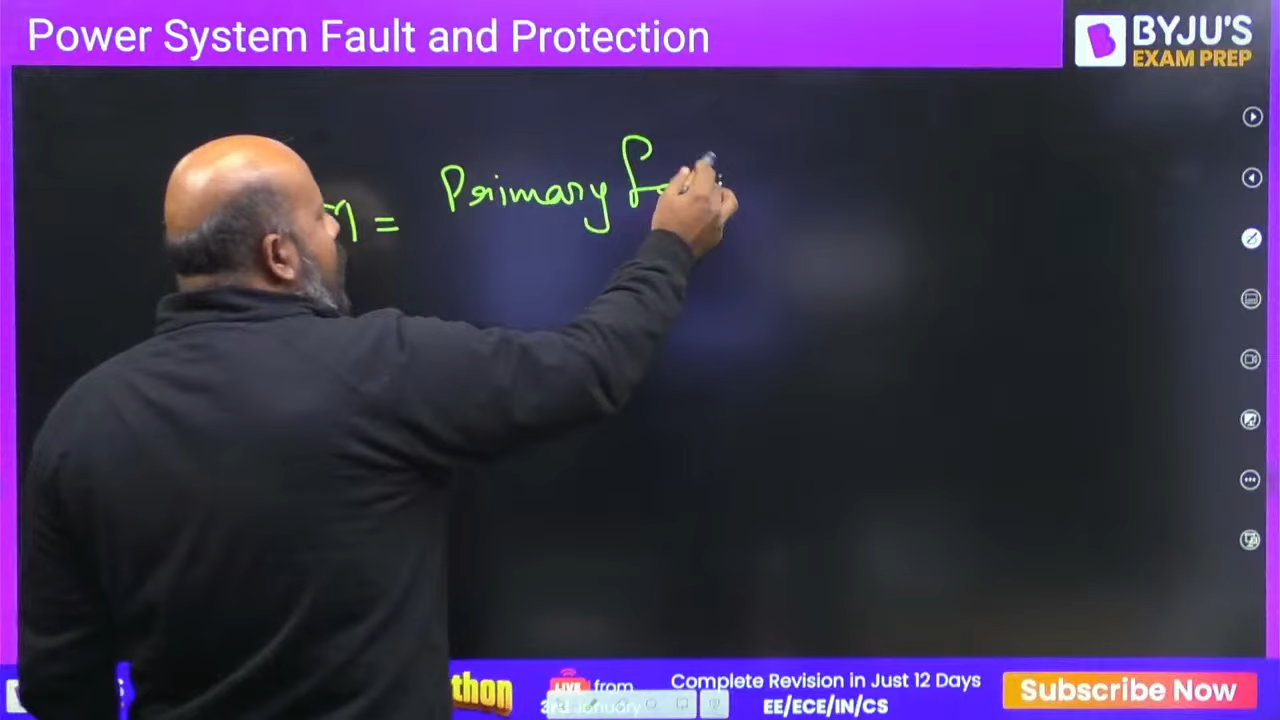 Power System Fault and Protection
BYJU'S
EXAM PREP
Primary
=
thon
LIVE from
Complete Revision in Just 12 Days
EE/ECE/IN/CS
Subscribe Now